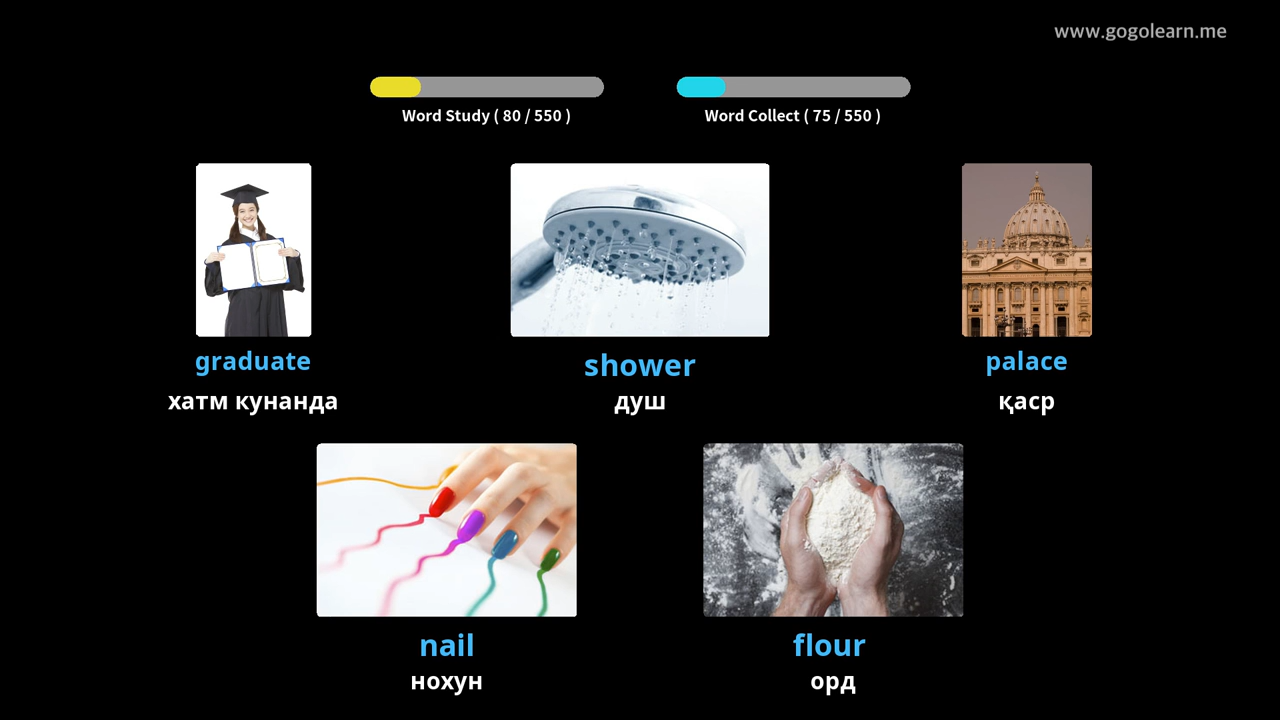 www.gogolearn.me
Word Study ( 80 / 550 )
Word Collect ( 75 / 550 )
graduate
хатм кунанда
shower
душ
palace
қаср
nail
нохун
flour
орд